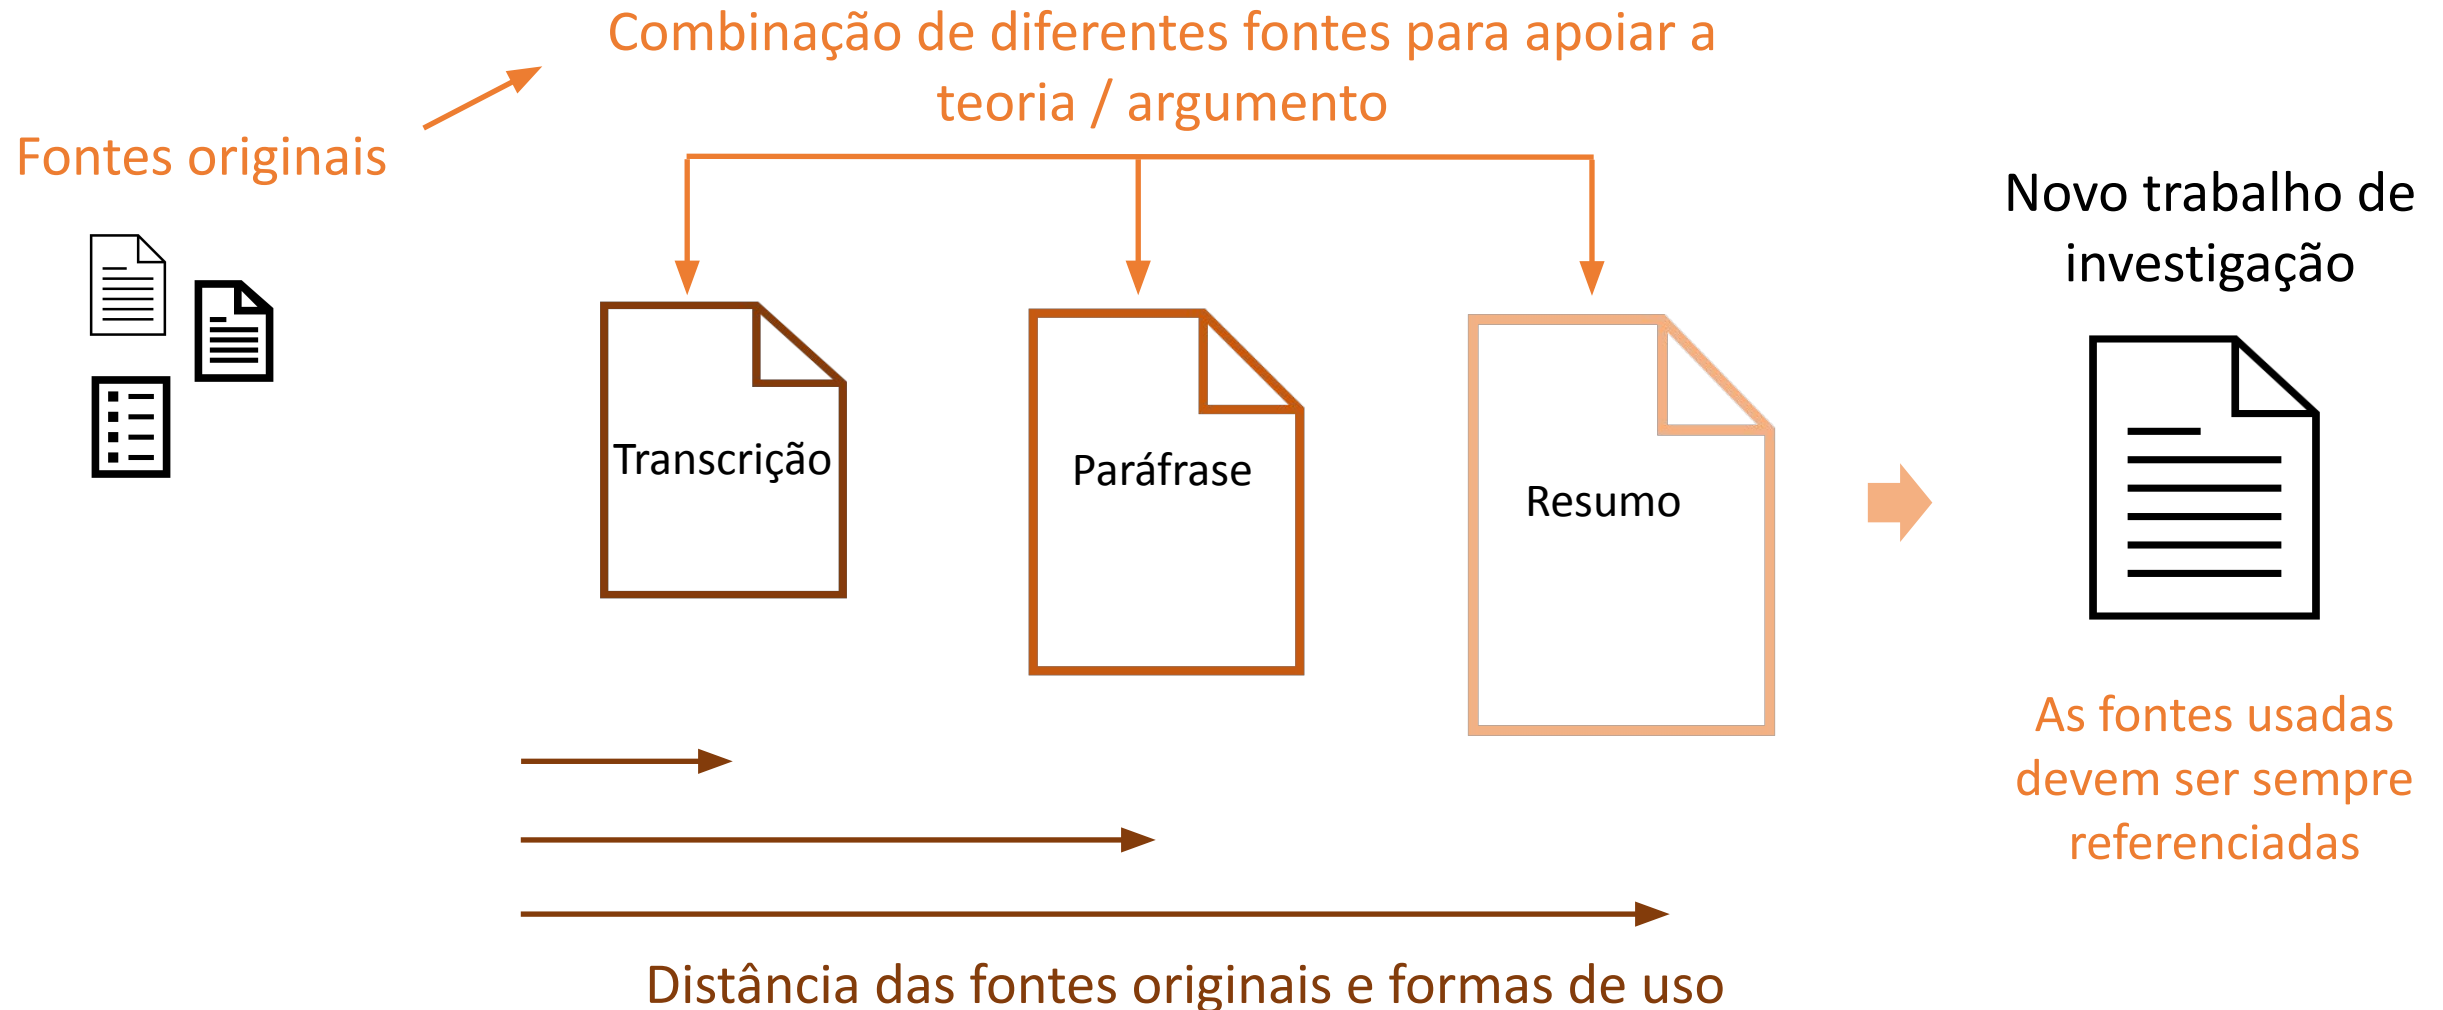 Combinação de diferentes fontes para apoiar a
teoria / argumento
Fontes originais
Novo trabalho de
investigação
Transcrição
Paráfrase
Resumo
As fontes usadas
devem ser sempre
referenciadas
Distância das fontes originais e formas de uso